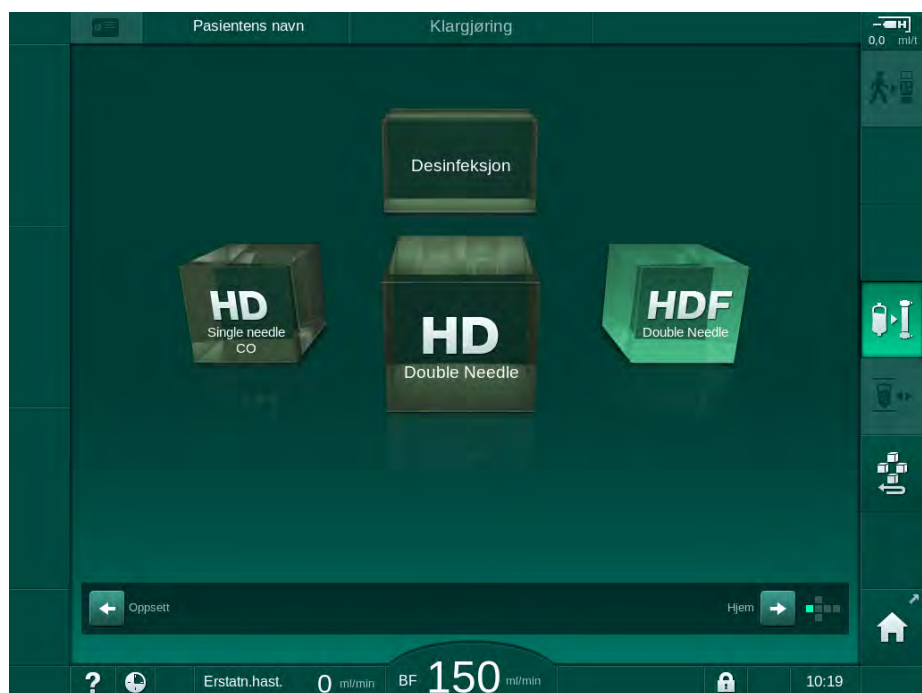 Pasientens navn
Klargjøring
H
0,0 ml/t
Desinfeksjon
HD
Single needle
CO
HD
Double Needle
HDF
Double Needle
Oppsett
Hjem
?
Erstatn.hast. 0 ml/min
BF 150 ml/min
10:19